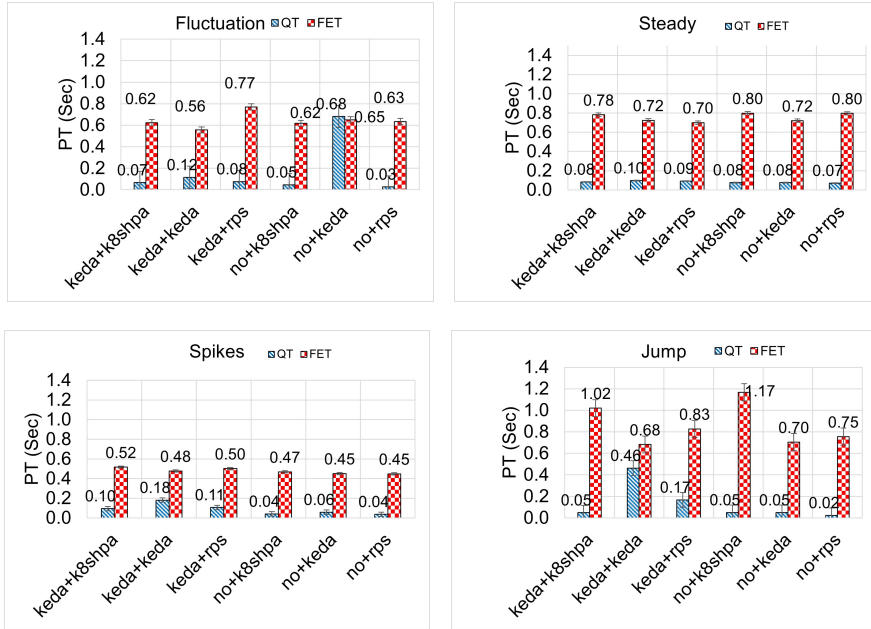 Fluctuation QT FET
PT (Sec)
1.4
1.2
1.0
0.8
0.6
0.4
0.2
0.0
0.62 0.56 0.77 0.62 0.68 0.65 0.63
0.07 0.12 0.08 0.05 0.03
keda+k8shpa
keda+keda
keda+rps
no+k8shpa
no+keda
no+rps
Steady QT FET
PT (Sec)
1.4
1.2
1.0
0.8
0.6
0.4
0.2
0.0
0.78 0.72 0.70 0.80 0.72 0.80
0.08 0.10 0.09 0.08 0.08 0.07
keda+k8shpa
keda+keda
keda+rps
no+k8shpa
no+keda
no+rps
Spikes QT FET
PT (Sec)
1.4
1.2
1.0
0.8
0.6
0.4
0.2
0.0
0.52 0.48 0.50 0.47 0.45 0.45
0.10 0.18 0.11 0.04 0.06 0.04
keda+k8shpa
keda+keda
keda+rps
no+k8shpa
no+keda
no+rps
Jump QT FET
PT (Sec)
1.4
1.2
1.0
0.8
0.6
0.4
0.2
0.0
1.02 0.68 0.83 1.17 0.70 0.75
0.05 0.46 0.17 0.05 0.05 0.02
keda+k8shpa
keda+keda
keda+rps
no+k8shpa
no+keda
no+rps